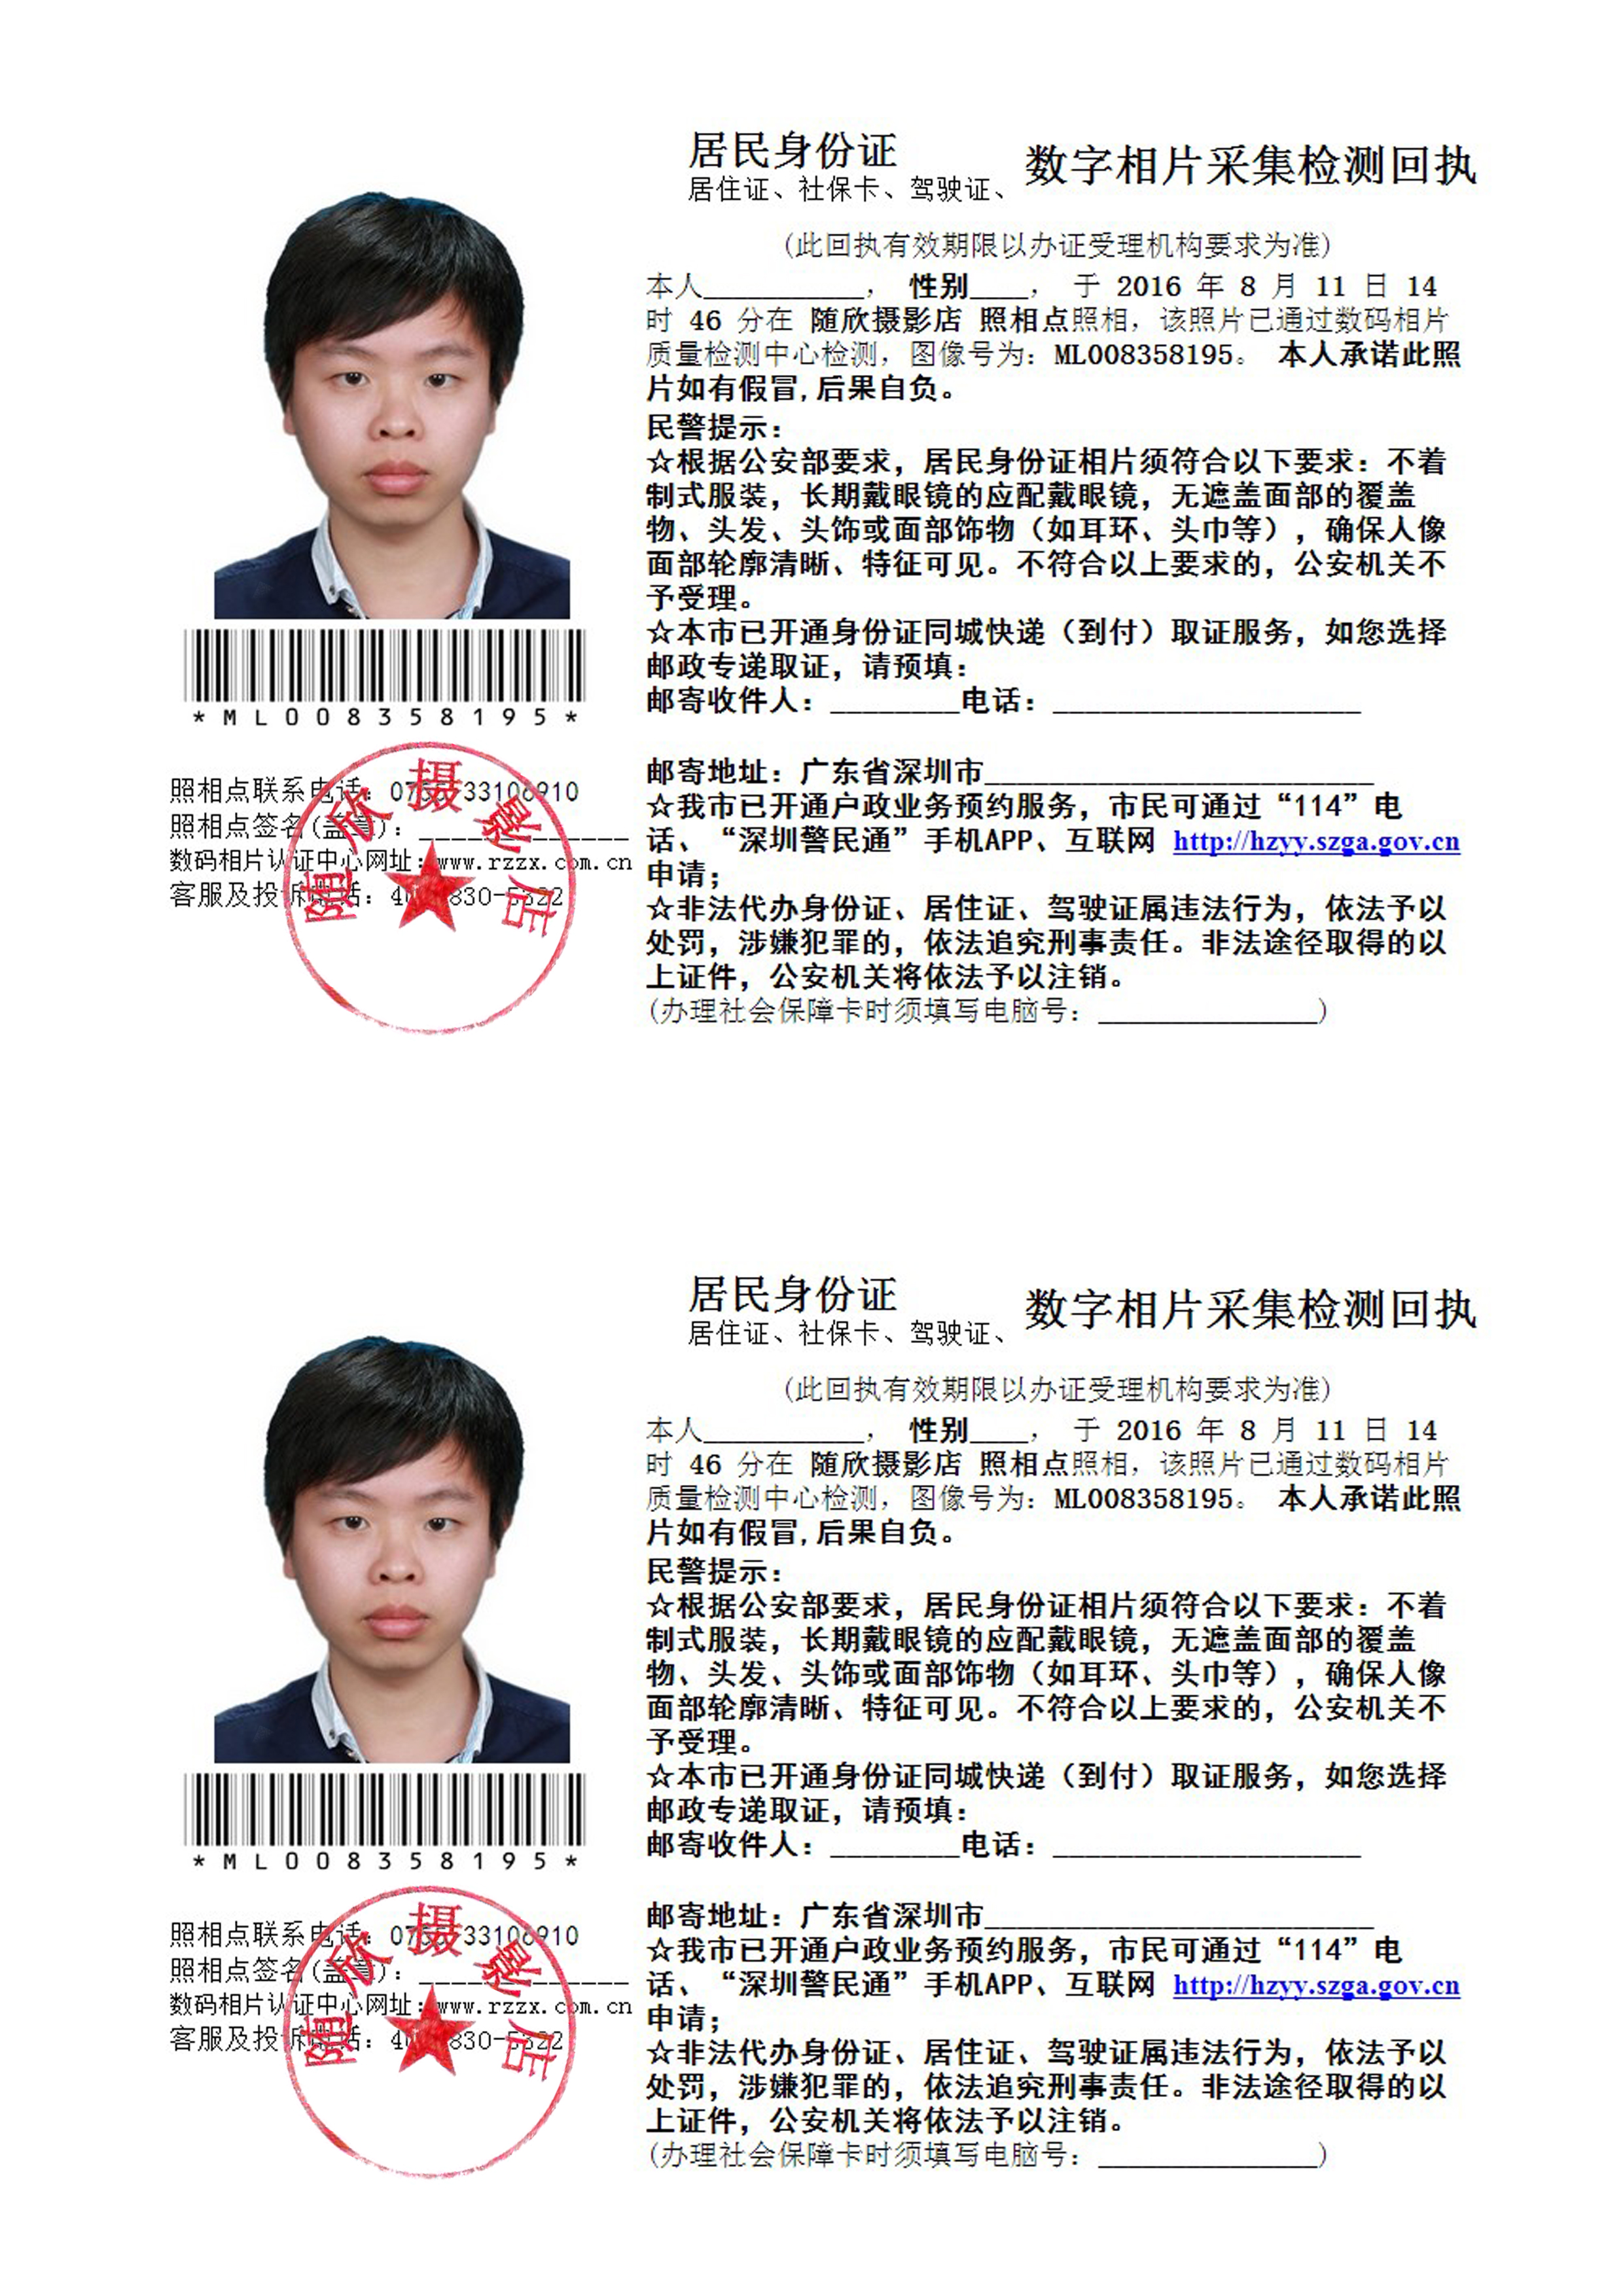 居民身份证
居住证、社保卡、驾驶证、
数字相片采集检测回执
(此回执有效期限以办证受理机构要求为准)
本人___________， 性别____， 于 2016 年 8 月 11 日 14
时 46 分在 随欣摄影店 照相点照相，该照片已通过数码相片
质量检测中心检测，图像号为：ML008358195。 本人承诺此照
片如有假冒,后果自负。
民警提示：
☆根据公安部要求，居民身份证相片须符合以下要求：不着
制式服装，长期戴眼镜的应配戴眼镜，无遮盖面部的覆盖
物、头发、头饰或面部饰物（如耳环、头巾等），确保人像
面部轮廓清晰、特征可见。不符合以上要求的，公安机关不
予受理。
☆本市已开通身份证同城快递（到付）取证服务，如您选择
邮政专递取证，请预填：
邮寄收件人：________电话：___________________
邮寄地址：广东省深圳市________________________
☆我市已开通户政业务预约服务，市民可通过“114”电
话、“深圳警民通”手机APP、互联网 http://hzyy.szga.gov.cn
申请；
☆非法代办身份证、居住证、驾驶证属违法行为，依法予以
处罚，涉嫌犯罪的，依法追究刑事责任。非法途径取得的以
上证件，公安机关将依法予以注销。
(办理社会保障卡时须填写电脑号：_______________)
*ML008358195*
照相点联系电话：0755-33106910
照相点签名(盖章)：______________
数码相片认证中心网址：www.rzzx.com.cn
客服及投诉电话：400-830-5322
随欣摄影店
居民身份证
居住证、社保卡、驾驶证、
数字相片采集检测回执
(此回执有效期限以办证受理机构要求为准)
本人___________， 性别____， 于 2016 年 8 月 11 日 14
时 46 分在 随欣摄影店 照相点照相，该照片已通过数码相片
质量检测中心检测，图像号为：ML008358195。 本人承诺此照
片如有假冒,后果自负。
民警提示：
☆根据公安部要求，居民身份证相片须符合以下要求：不着
制式服装，长期戴眼镜的应配戴眼镜，无遮盖面部的覆盖
物、头发、头饰或面部饰物（如耳环、头巾等），确保人像
面部轮廓清晰、特征可见。不符合以上要求的，公安机关不
予受理。
☆本市已开通身份证同城快递（到付）取证服务，如您选择
邮政专递取证，请预填：
邮寄收件人：________电话：___________________
邮寄地址：广东省深圳市________________________
☆我市已开通户政业务预约服务，市民可通过“114”电
话、“深圳警民通”手机APP、互联网 http://hzyy.szga.gov.cn
申请；
☆非法代办身份证、居住证、驾驶证属违法行为，依法予以
处罚，涉嫌犯罪的，依法追究刑事责任。非法途径取得的以
上证件，公安机关将依法予以注销。
(办理社会保障卡时须填写电脑号：_______________)
*ML008358195*
照相点联系电话：0755-33106910
照相点签名(盖章)：______________
数码相片认证中心网址：www.rzzx.com.cn
客服及投诉电话：400-830-5322
随欣摄影店